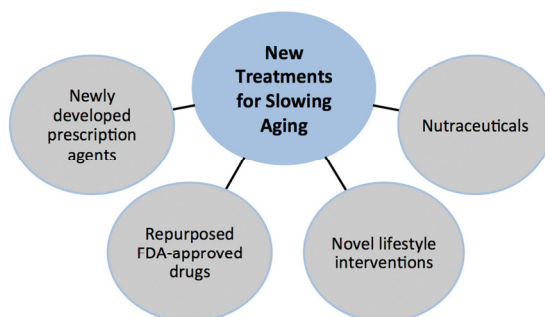 New
Treatments
for Slowing
Aging
Newly
developed
prescription
agents
Nutraceuticals
Repurposed
FDA-approved
drugs
Novel lifestyle
interventions